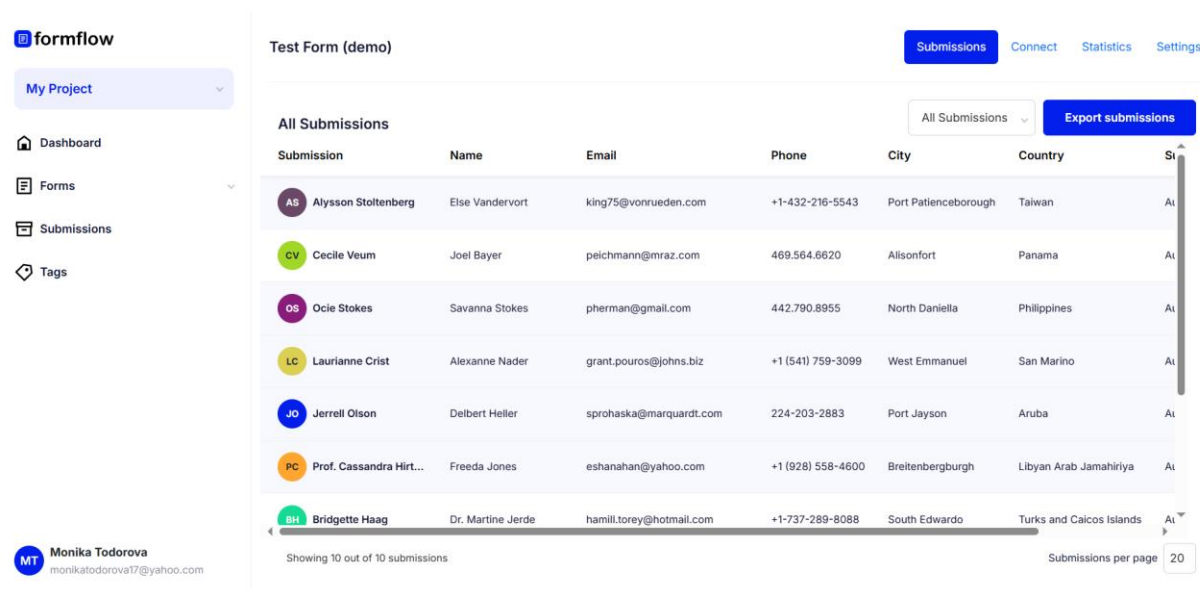 formflow
My Project
Dashboard
Forms
Submissions
Tags
MT Monika Todorova
monikatodorova17@yahoo.com
Test Form (demo) Submissions Connect Statistics Settings
All Submissions All Submissions Export submissions
Submission Name Email Phone City Country
AS Alysson Stoltenberg Else Vandervort king75@vonrueden.com +1-432-216-5543 Port Patienceborough Taiwan
CV Cecile Veum Joel Bayer peichmann@mraz.com 469.564.6620 Alisonfort Panama
OS Ocie Stokes Savanna Stokes pherman@gmail.com 442.790.8955 North Daniella Philippines
LC Laurianne Crist Alexanne Nader grant.pouros@johns.biz +1 (541) 759-3099 West Emmanuel San Marino
JO Jerrell Olson Delbert Heller sprohaska@marquardt.com 224-203-2883 Port Jayson Aruba
PC Prof. Cassandra Hirt... Freeda Jones eshanahan@yahoo.com +1 (928) 558-4600 Breitenbergburgh Libyan Arab Jamahiriya
BH Bridgette Haag Dr. Martine Jerde hamill.torey@hotmail.com +1-737-289-8088 South Edwardo Turks and Caicos Islands
Showing 10 out of 10 submissions Submissions per page 20